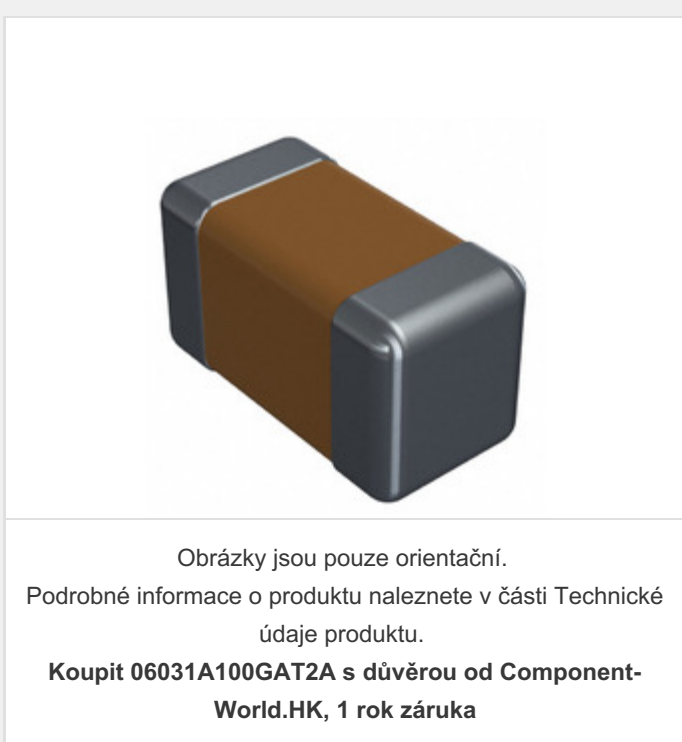 Obrázky jsou pouze orientační.
Podrobné informace o produktu naleznete v části Technické
údaje produktu.
Koupit 06031A100GAT2A s důvěrou od Component-
World.HK, 1 rok záruka